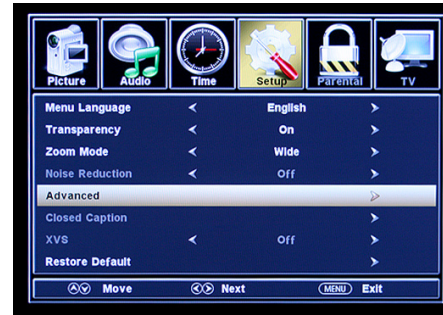 Picture Audio Time Setup Parental TV
Menu Language English
Transparency On
Zoom Mode Wide
Noise Reduction Off
Advanced
Closed Caption
XVS Off
Restore Default
Move Next MENU Exit